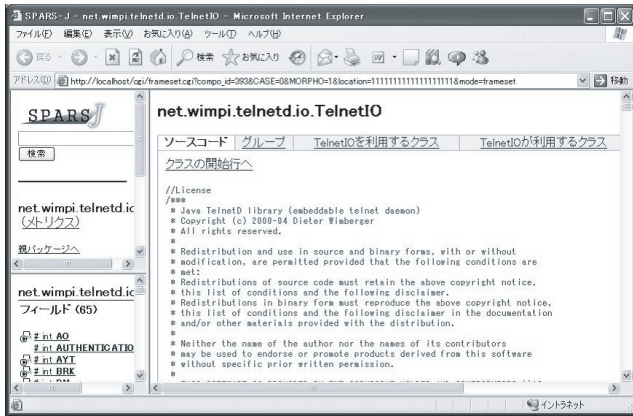 SPARS-J - net.wimpi.telnetd.io.TelnetIO - Microsoft Internet Explorer
ファイル(F) 編集(E) 表示(V) お気に入り(A) ツール(T) ヘルプ(H)
戻る 検索 お気に入り
アドレス(D) http://localhost/cgi/frameset.cgi?compo_id=393&CASE=0&MORPHO=1&location=1111111111111111111&mode=frameset 移動
SPARS J
検索
net.wimpi.telnetd.ic
(メトリクス)
親パッケージへ
net.wimpi.telnetd.ic
フィールド (65)
# int AO
# int AUTHENTICATIO
# int AYT
# int BRK
net.wimpi.telnetd.io.TelnetIO
ソースコード グループ TelnetIOを利用するクラス TelnetIOが利用するクラス
クラスの開始行へ
//License
/***
* Java TelnetD library (embeddable telnet daemon)
* Copyright (c) 2000-04 Dieter Wimberger
* All rights reserved.
*
* Redistribution and use in source and binary forms, with or without
* modification, are permitted provided that the following conditions are
* met:
* Redistributions of source code must retain the above copyright notice,
* this list of conditions and the following disclaimer.
* Redistributions in binary form must reproduce the above copyright notice,
* this list of conditions and the following disclaimer in the documentation
* and/or other materials provided with the distribution.
*
* Neither the name of the author nor the names of its contributors
* may be used to endorse or promote products derived from this software
* without specific prior written permission.
*
イントラネット